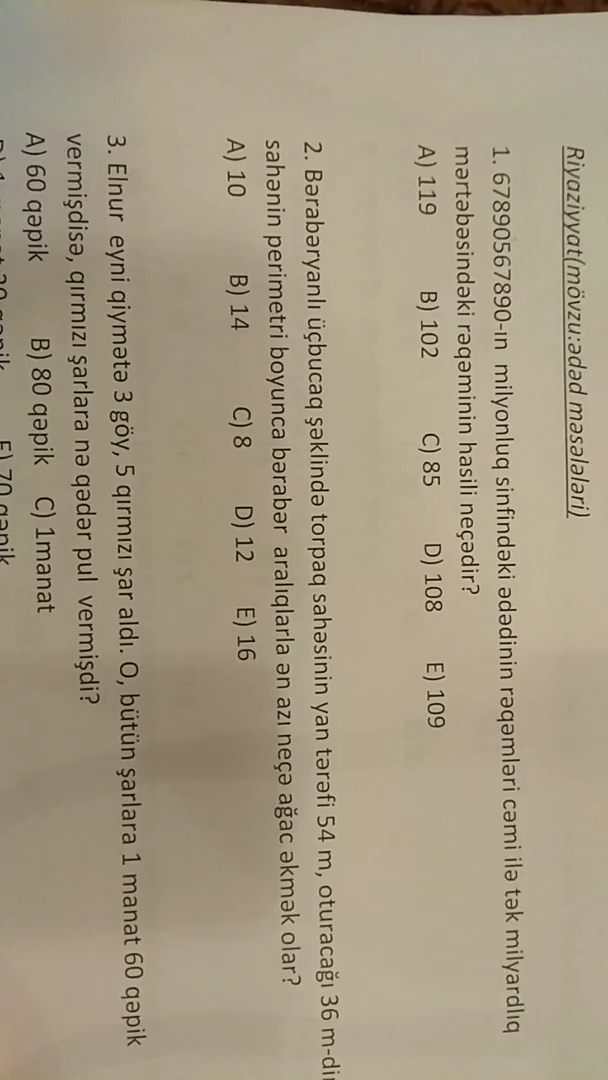 Riyaziyyat(mövzu:ədəd məsələləri)
1. 67890567890-ın milyonluq sinfindəki ədədinin rəqəmləri cəmi ilə tək milyardlıq
mərtəbəsindəki rəqəminin hasili neçədir?
A) 119 B) 102 C) 85 D) 108 E) 109
2. Bərabəryanlı üçbucaq şəklində torpaq sahəsinin yan tərəfi 54 m, oturacağı 36 m-dir
sahənin perimetri boyunca bərabər aralıqlarla ən azı neçə ağac əkmək olar?
A) 10 B) 14 C) 8 D) 12 E) 16
3. Elnur eyni qiymətə 3 göy, 5 qırmızı şar aldı. O, bütün şarlara 1 manat 60 qəpik
vermişdisə, qırmızı şarlara nə qədər pul vermişdi?
A) 60 qəpik B) 80 qəpik C) 1manat
E) 70 qəpik